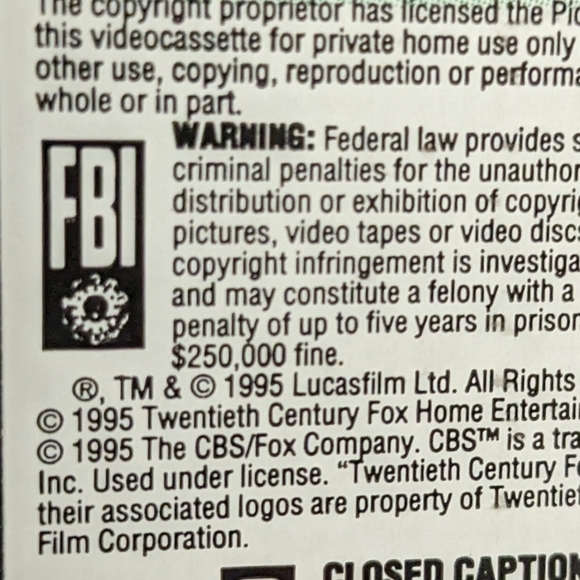 The copyright proprietor has licensed the
this videocassette for private home use only
other use, copying, reproduction or
whole or in part.
WARNING: Federal law provides
criminal penalties for the
distribution or exhibition of
pictures, video tapes or video
copyright infringement is
and may constitute a felony with a
penalty of up to five years in prison
$250,000 fine.
FBI
®, TM & © 1995 Lucasfilm Ltd. All Rights
© 1995 Twentieth Century Fox Home
© 1995 The CBS/Fox Company. CBS™ is a
Inc. Used under license. “Twentieth Century
their associated logos are property of
Film Corporation.
CLOSED